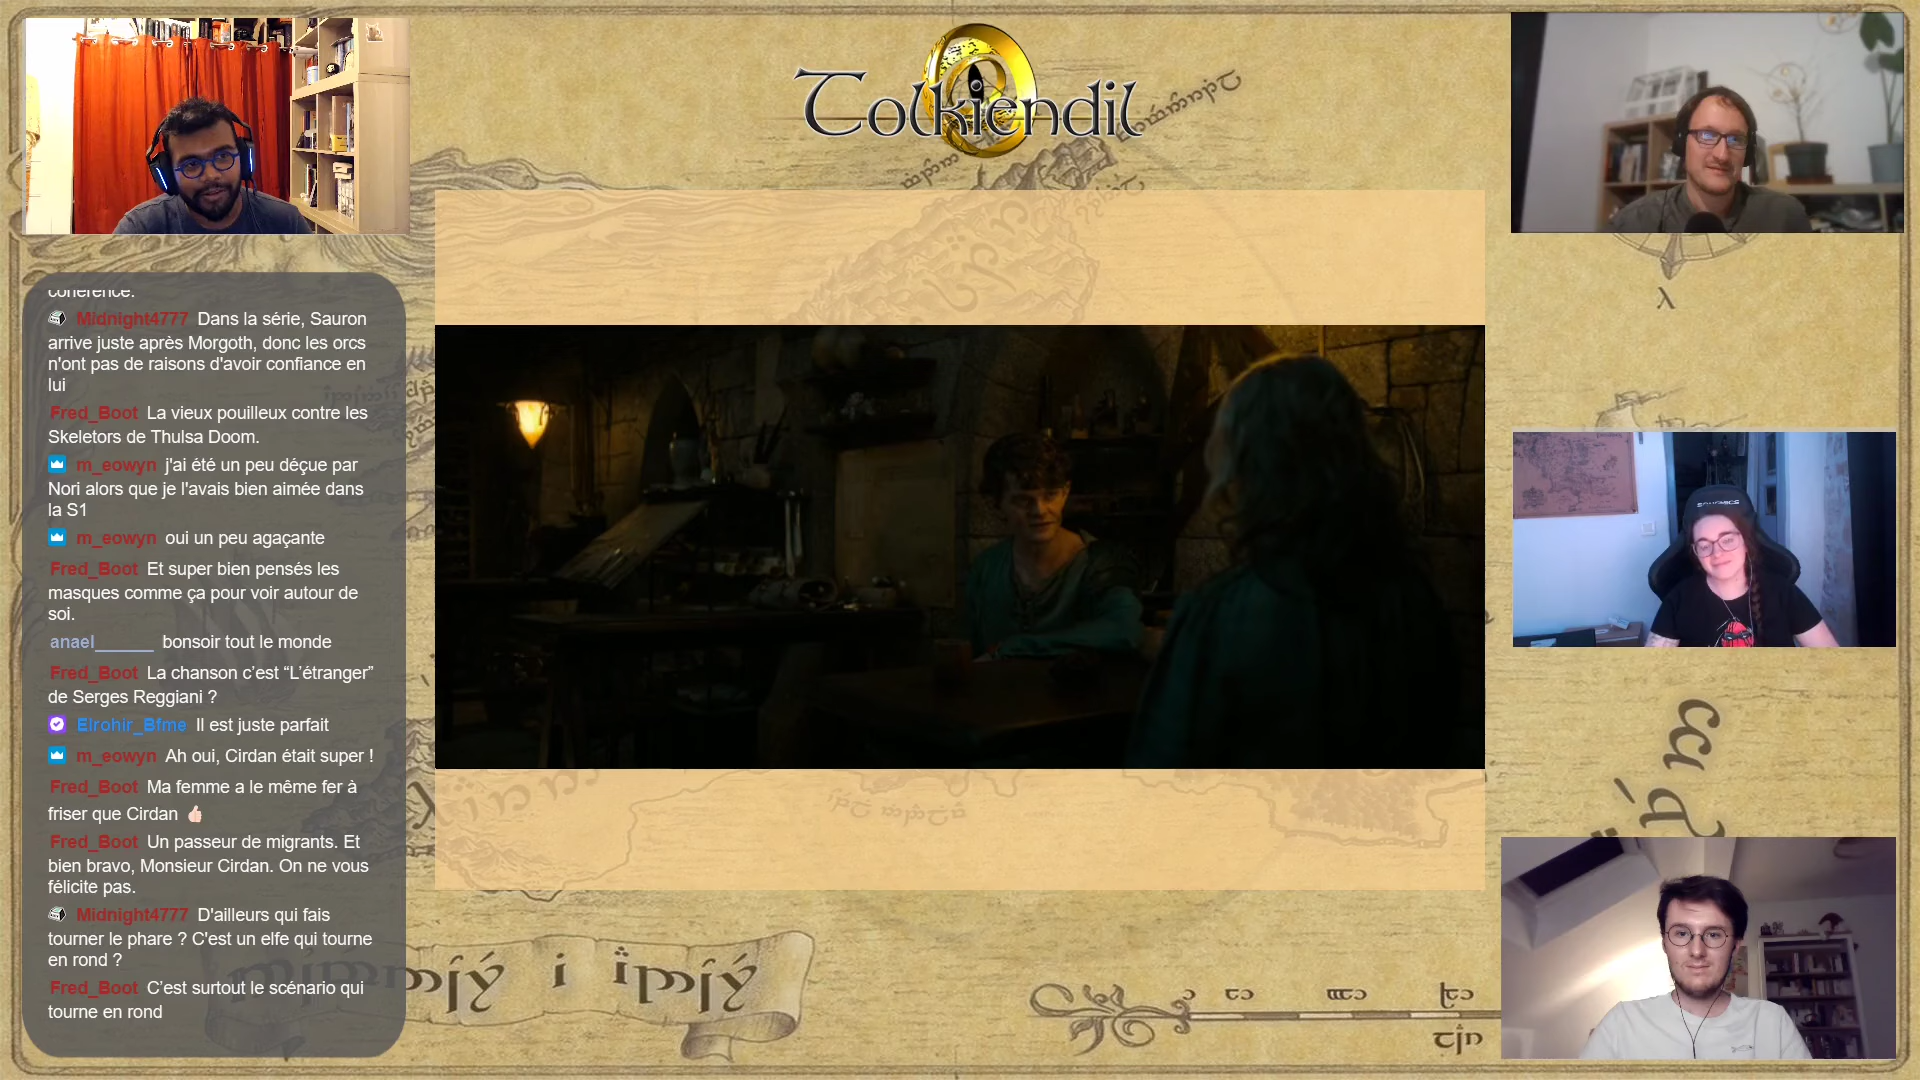 Tolkiendil
cohérence.
Midnight4777 Dans la série, Sauron
arrive juste après Morgoth, donc les orcs
n'ont pas de raisons d'avoir confiance en
lui
Fred_Boot La vieux pouilleux contre les
Skeletors de Thulsa Doom.
m_eowyn j'ai été un peu déçue par
Nori alors que je l'avais bien aimée dans
la S1
m_eowyn oui un peu agaçante
Fred_Boot Et super bien pensés les
masques comme ça pour voir autour de
soi.
anael______ bonsoir tout le monde
Fred_Boot La chanson c’est “L’étranger”
de Serges Reggiani ?
Elrohir_Bfme Il est juste parfait
m_eowyn Ah oui, Cirdan était super !
Fred_Boot Ma femme a le même fer à
friser que Cirdan 👍🏻
Fred_Boot Un passeur de migrants. Et
bien bravo, Monsieur Cirdan. On ne vous
félicite pas.
Midnight4777 D'ailleurs qui fais
tourner le phare ? C'est un elfe qui tourne
en rond ?
Fred_Boot C’est surtout le scénario qui
tourne en rond